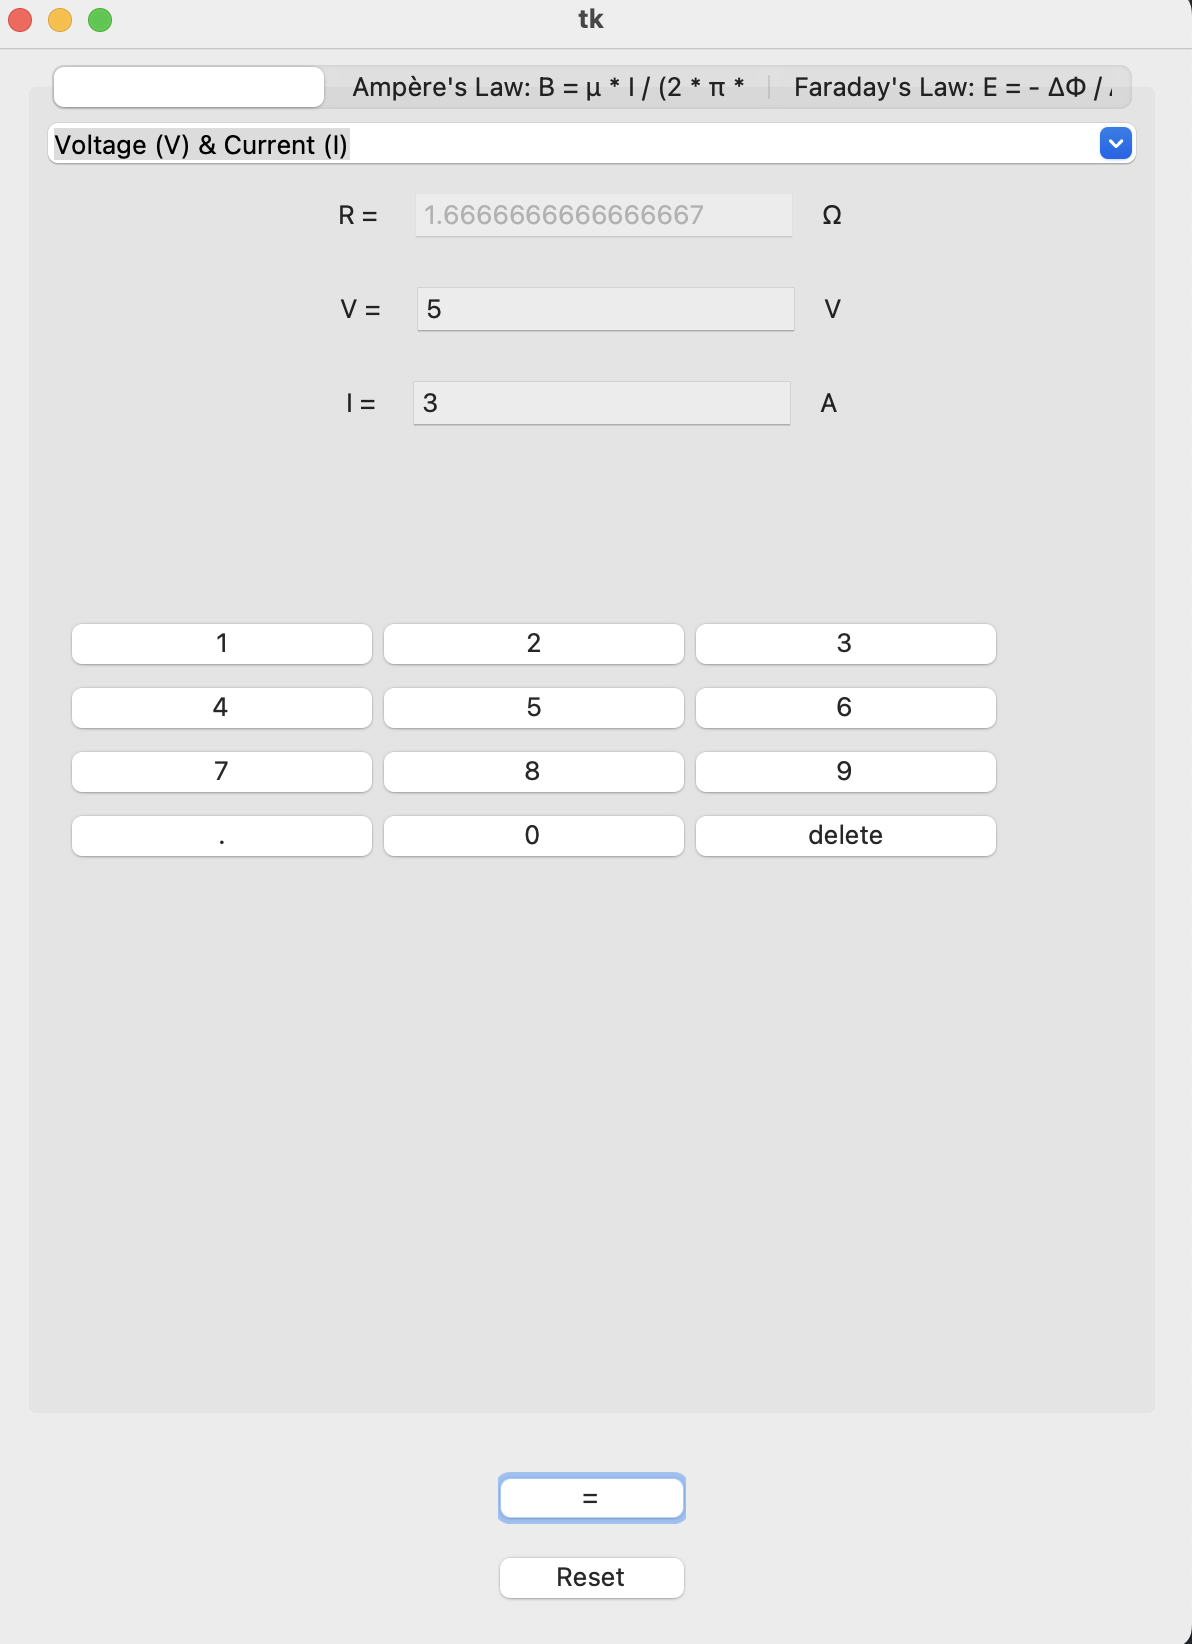 tk
Ampère's Law: B = μ * I / (2 * π *
Faraday's Law: E = - ΔΦ /
Voltage (V) & Current (I)
R = 1.6666666666666667 Ω
V = 5 V
I = 3 A
1 2 3
4 5 6
7 8 9
. 0 delete
=
Reset